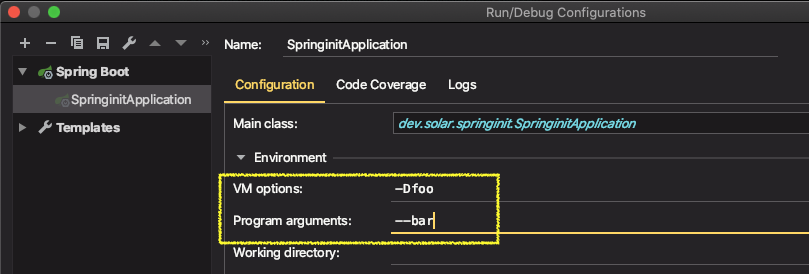 Run/Debug Configurations
Name: SpringinitApplication
Spring Boot
SpringinitApplication
Templates
Configuration Code Coverage Logs
Main class: dev.solar.springinit.SpringinitApplication
Environment
VM options: -Dfoo
Program arguments: --bar
Working directory: